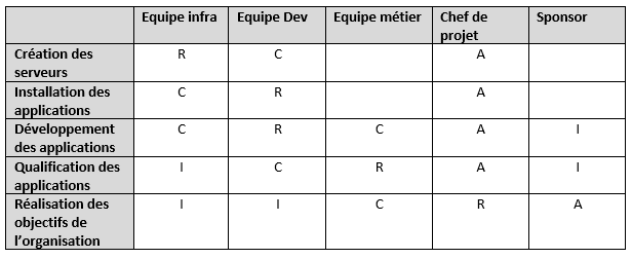 Equipe infra Equipe Dev Equipe métier Chef de projet Sponsor
Création des serveurs R C A
Installation des applications C R A
Développement des applications C R C A I
Qualification des applications I C R A I
Réalisation des objectifs de l'organisation I I C R A